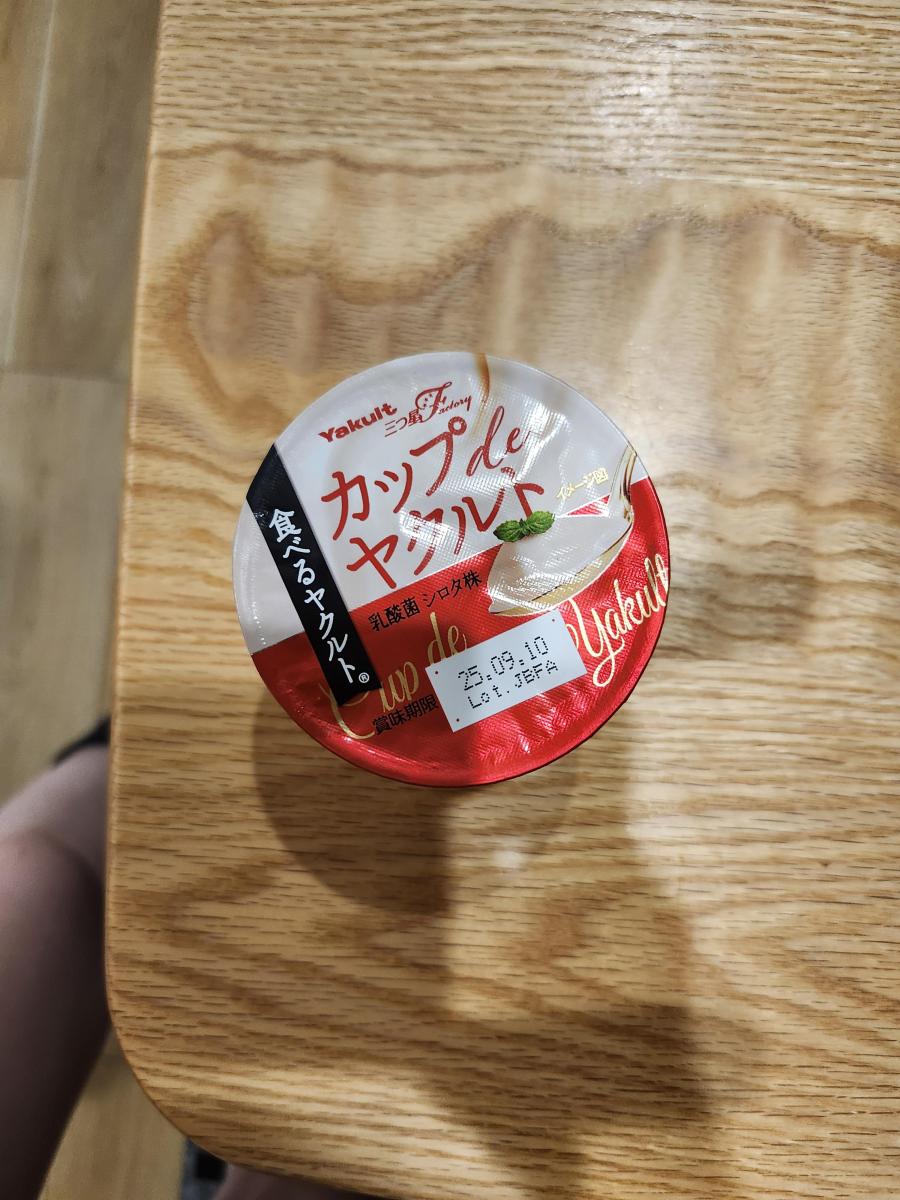 Yakult
三つ星Factory
カップde
ヤクルト
イメージ図
食べるヤクルト®
乳酸菌 シロタ株
Cup de Yakult
賞味期限
25.09.10
Lot.JBFA